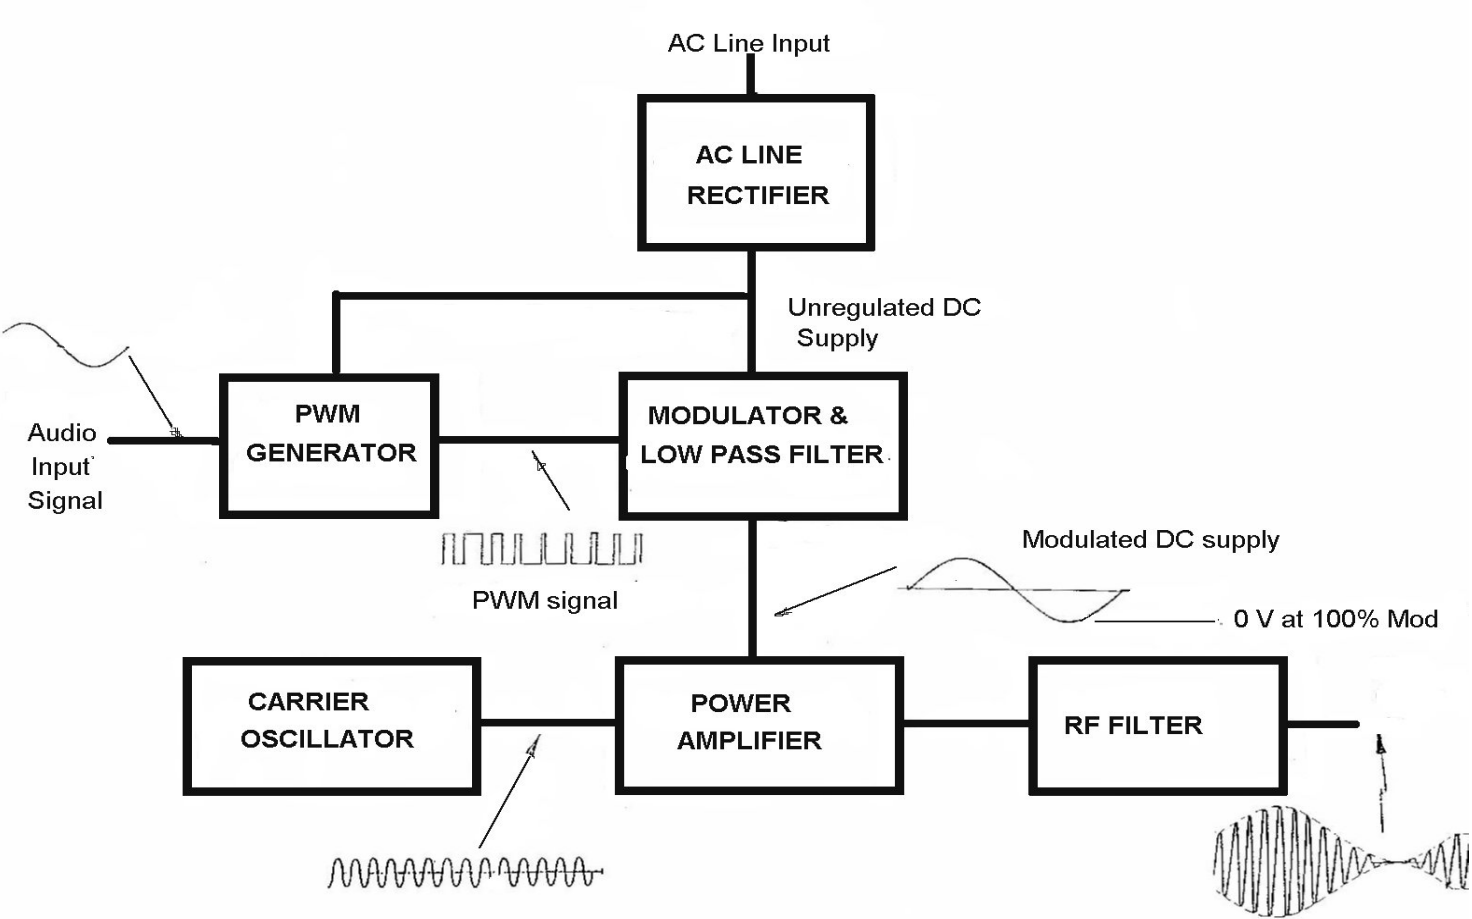 AC Line Input
AC LINE
RECTIFIER
Unregulated DC
Supply
PWM
GENERATOR
MODULATOR &
LOW PASS FILTER
Audio
Input
Signal
PWM signal
Modulated DC supply
0 V at 100% Mod
CARRIER
OSCILLATOR
POWER
AMPLIFIER
RF FILTER